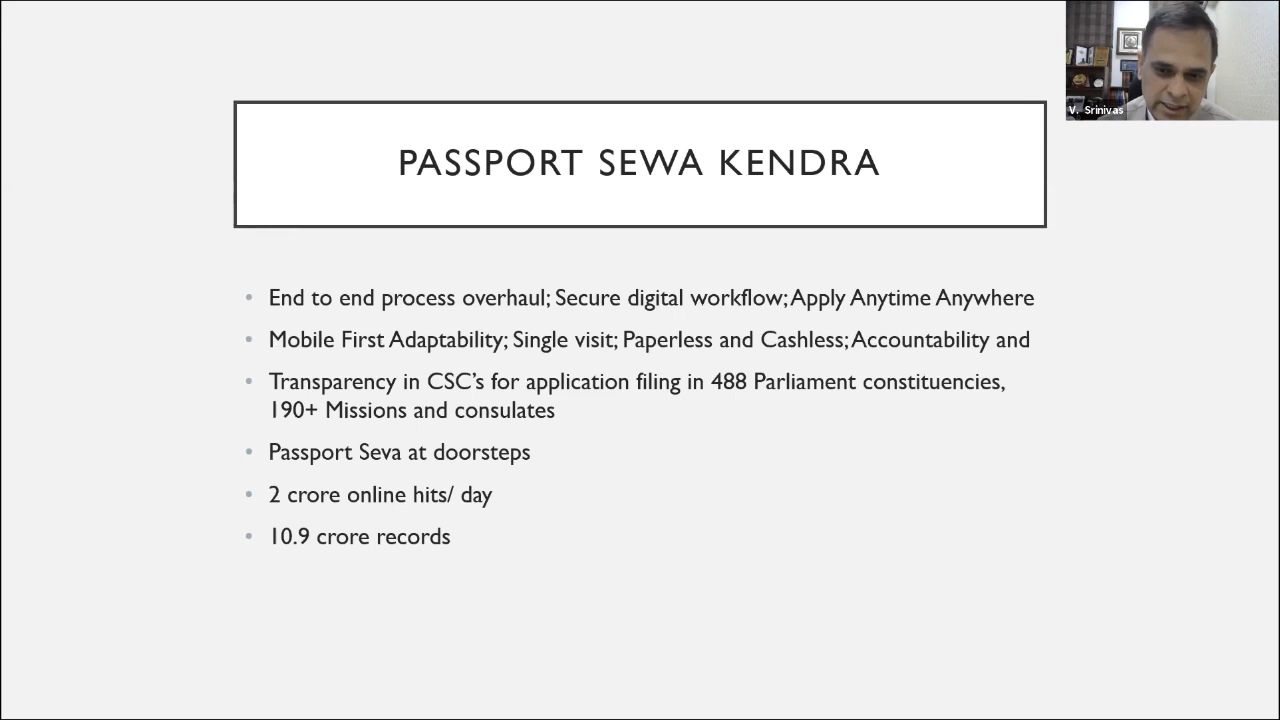 V. Srinivas
PASSPORT SEWA KENDRA
• End to end process overhaul; Secure digital workflow; Apply Anytime Anywhere
• Mobile First Adaptability; Single visit; Paperless and Cashless; Accountability and
• Transparency in CSC’s for application filing in 488 Parliament constituencies,
190+ Missions and consulates
• Passport Seva at doorsteps
• 2 crore online hits/ day
• 10.9 crore records